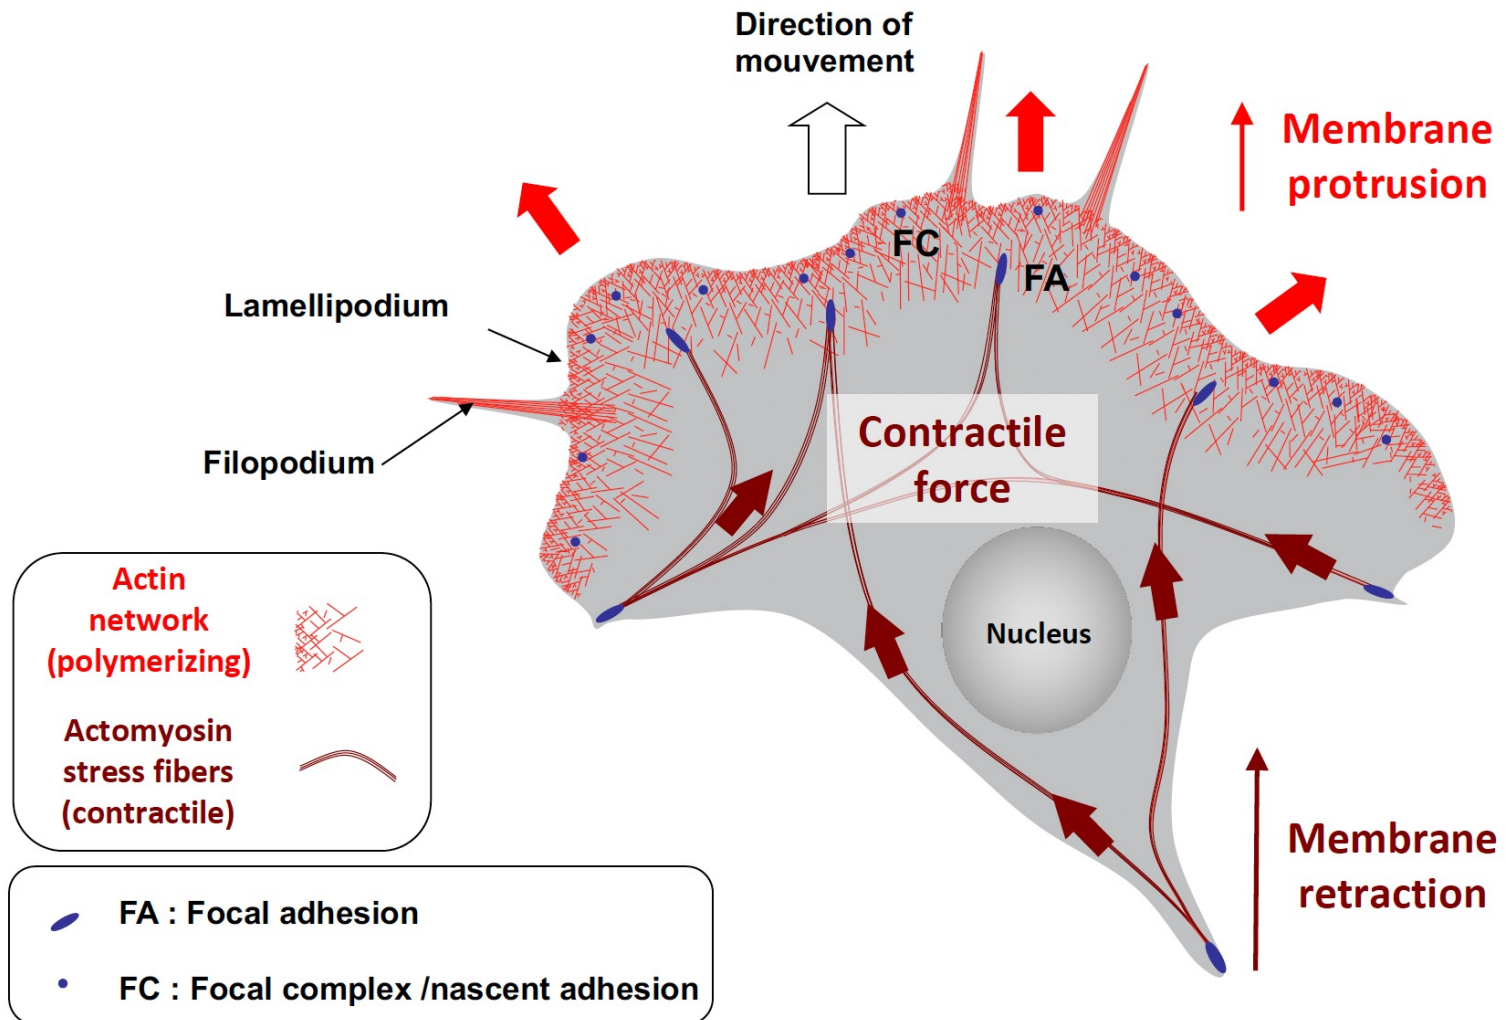 Direction of
mouvement
Membrane
protrusion
FC
FA
Lamellipodium
Filopodium
Contractile
force
Nucleus
Actin
network
(polymerizing)
Actomyosin
stress fibers
(contractile)
Membrane
retraction
FA : Focal adhesion
FC : Focal complex /nascent adhesion